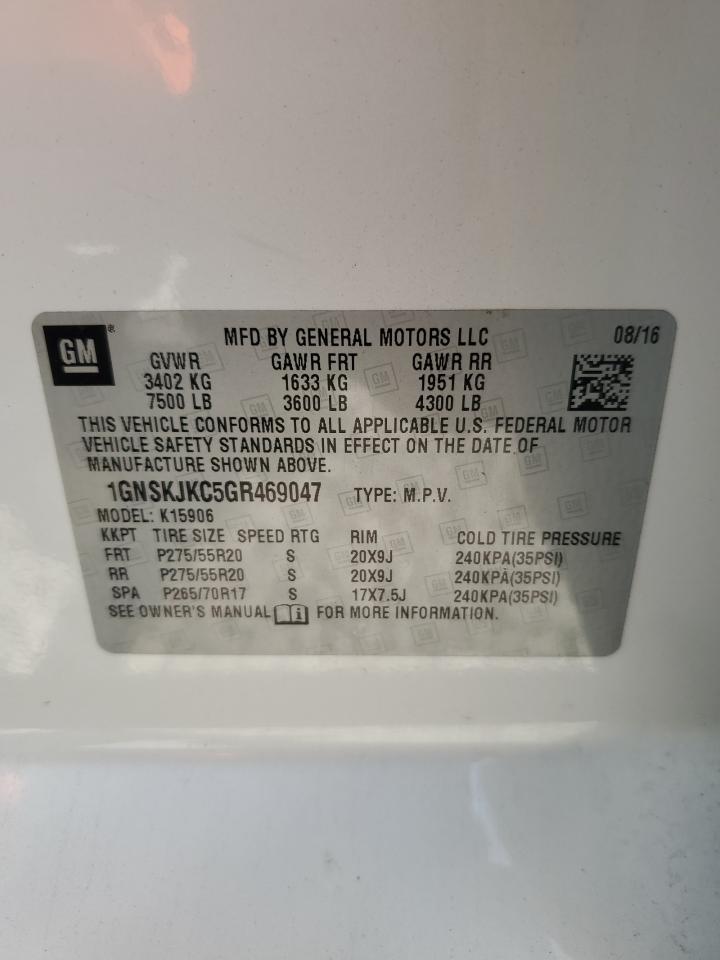 GM®
MFD BY GENERAL MOTORS LLC 08/16
GVWR GAWR FRT GAWR RR
3402 KG 1633 KG 1951 KG
7500 LB 3600 LB 4300 LB
THIS VEHICLE CONFORMS TO ALL APPLICABLE U.S. FEDERAL MOTOR
VEHICLE SAFETY STANDARDS IN EFFECT ON THE DATE OF
MANUFACTURE SHOWN ABOVE.
1GNSKJKC5GR469047 TYPE: M.P.V.
MODEL: K15906
KKPT TIRE SIZE SPEED RTG RIM COLD TIRE PRESSURE
FRT P275/55R20 S 20X9J 240KPA(35PSI)
RR P275/55R20 S 20X9J 240KPA(35PSI)
SPA P265/70R17 S 17X7.5J 240KPA(35PSI)
SEE OWNER'S MANUAL i FOR MORE INFORMATION.